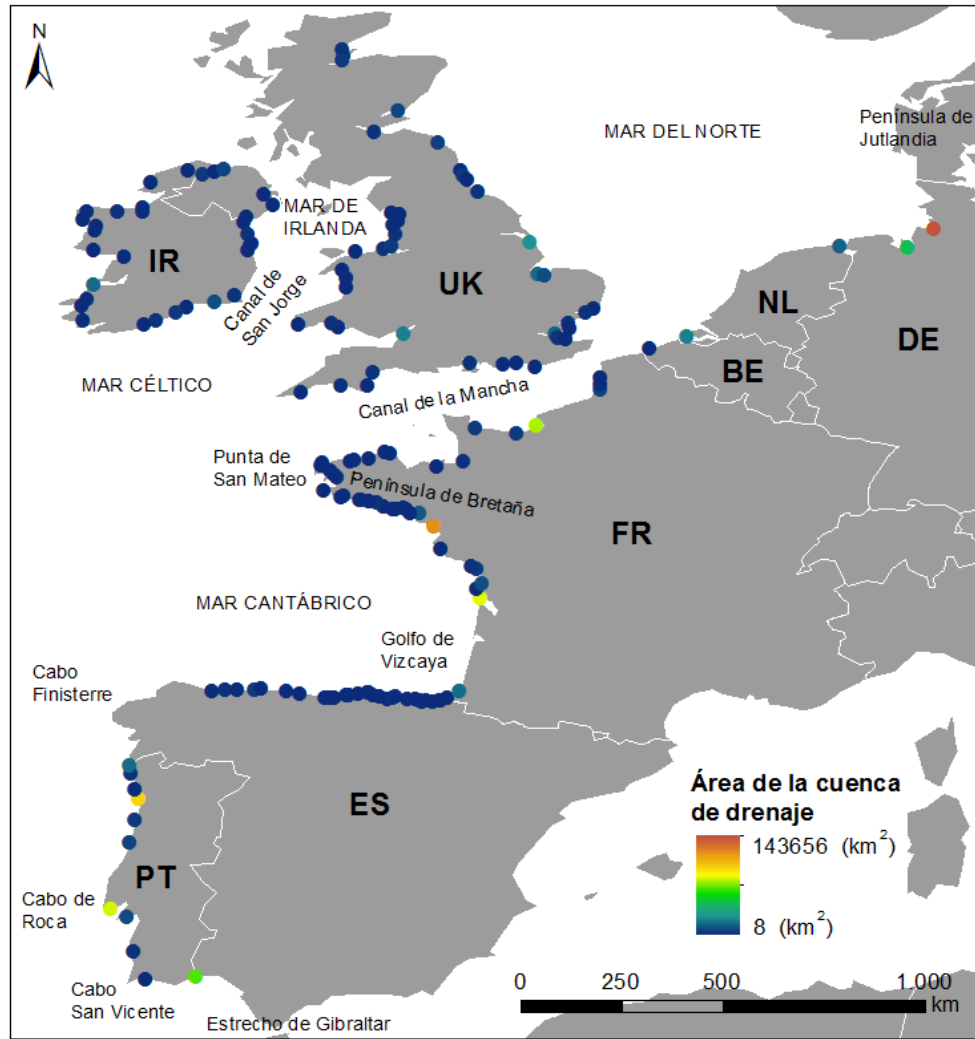 N
MAR DEL NORTE
Península de
Jutlandia
MAR DE
IRLANDA
IR
Canal de
San Jorge
UK
NL
DE
BE
MAR CÉLTICO
Canal de la Mancha
Punta de
San Mateo
Península de Bretaña
FR
MAR CANTÁBRICO
Golfo de
Vizcaya
Cabo
Finisterre
ES
Área de la cuenca
de drenaje
143656 (km²)
8 (km²)
PT
Cabo de
Roca
Cabo
San Vicente
Estrecho de Gibraltar
0 250 500 1.000
km